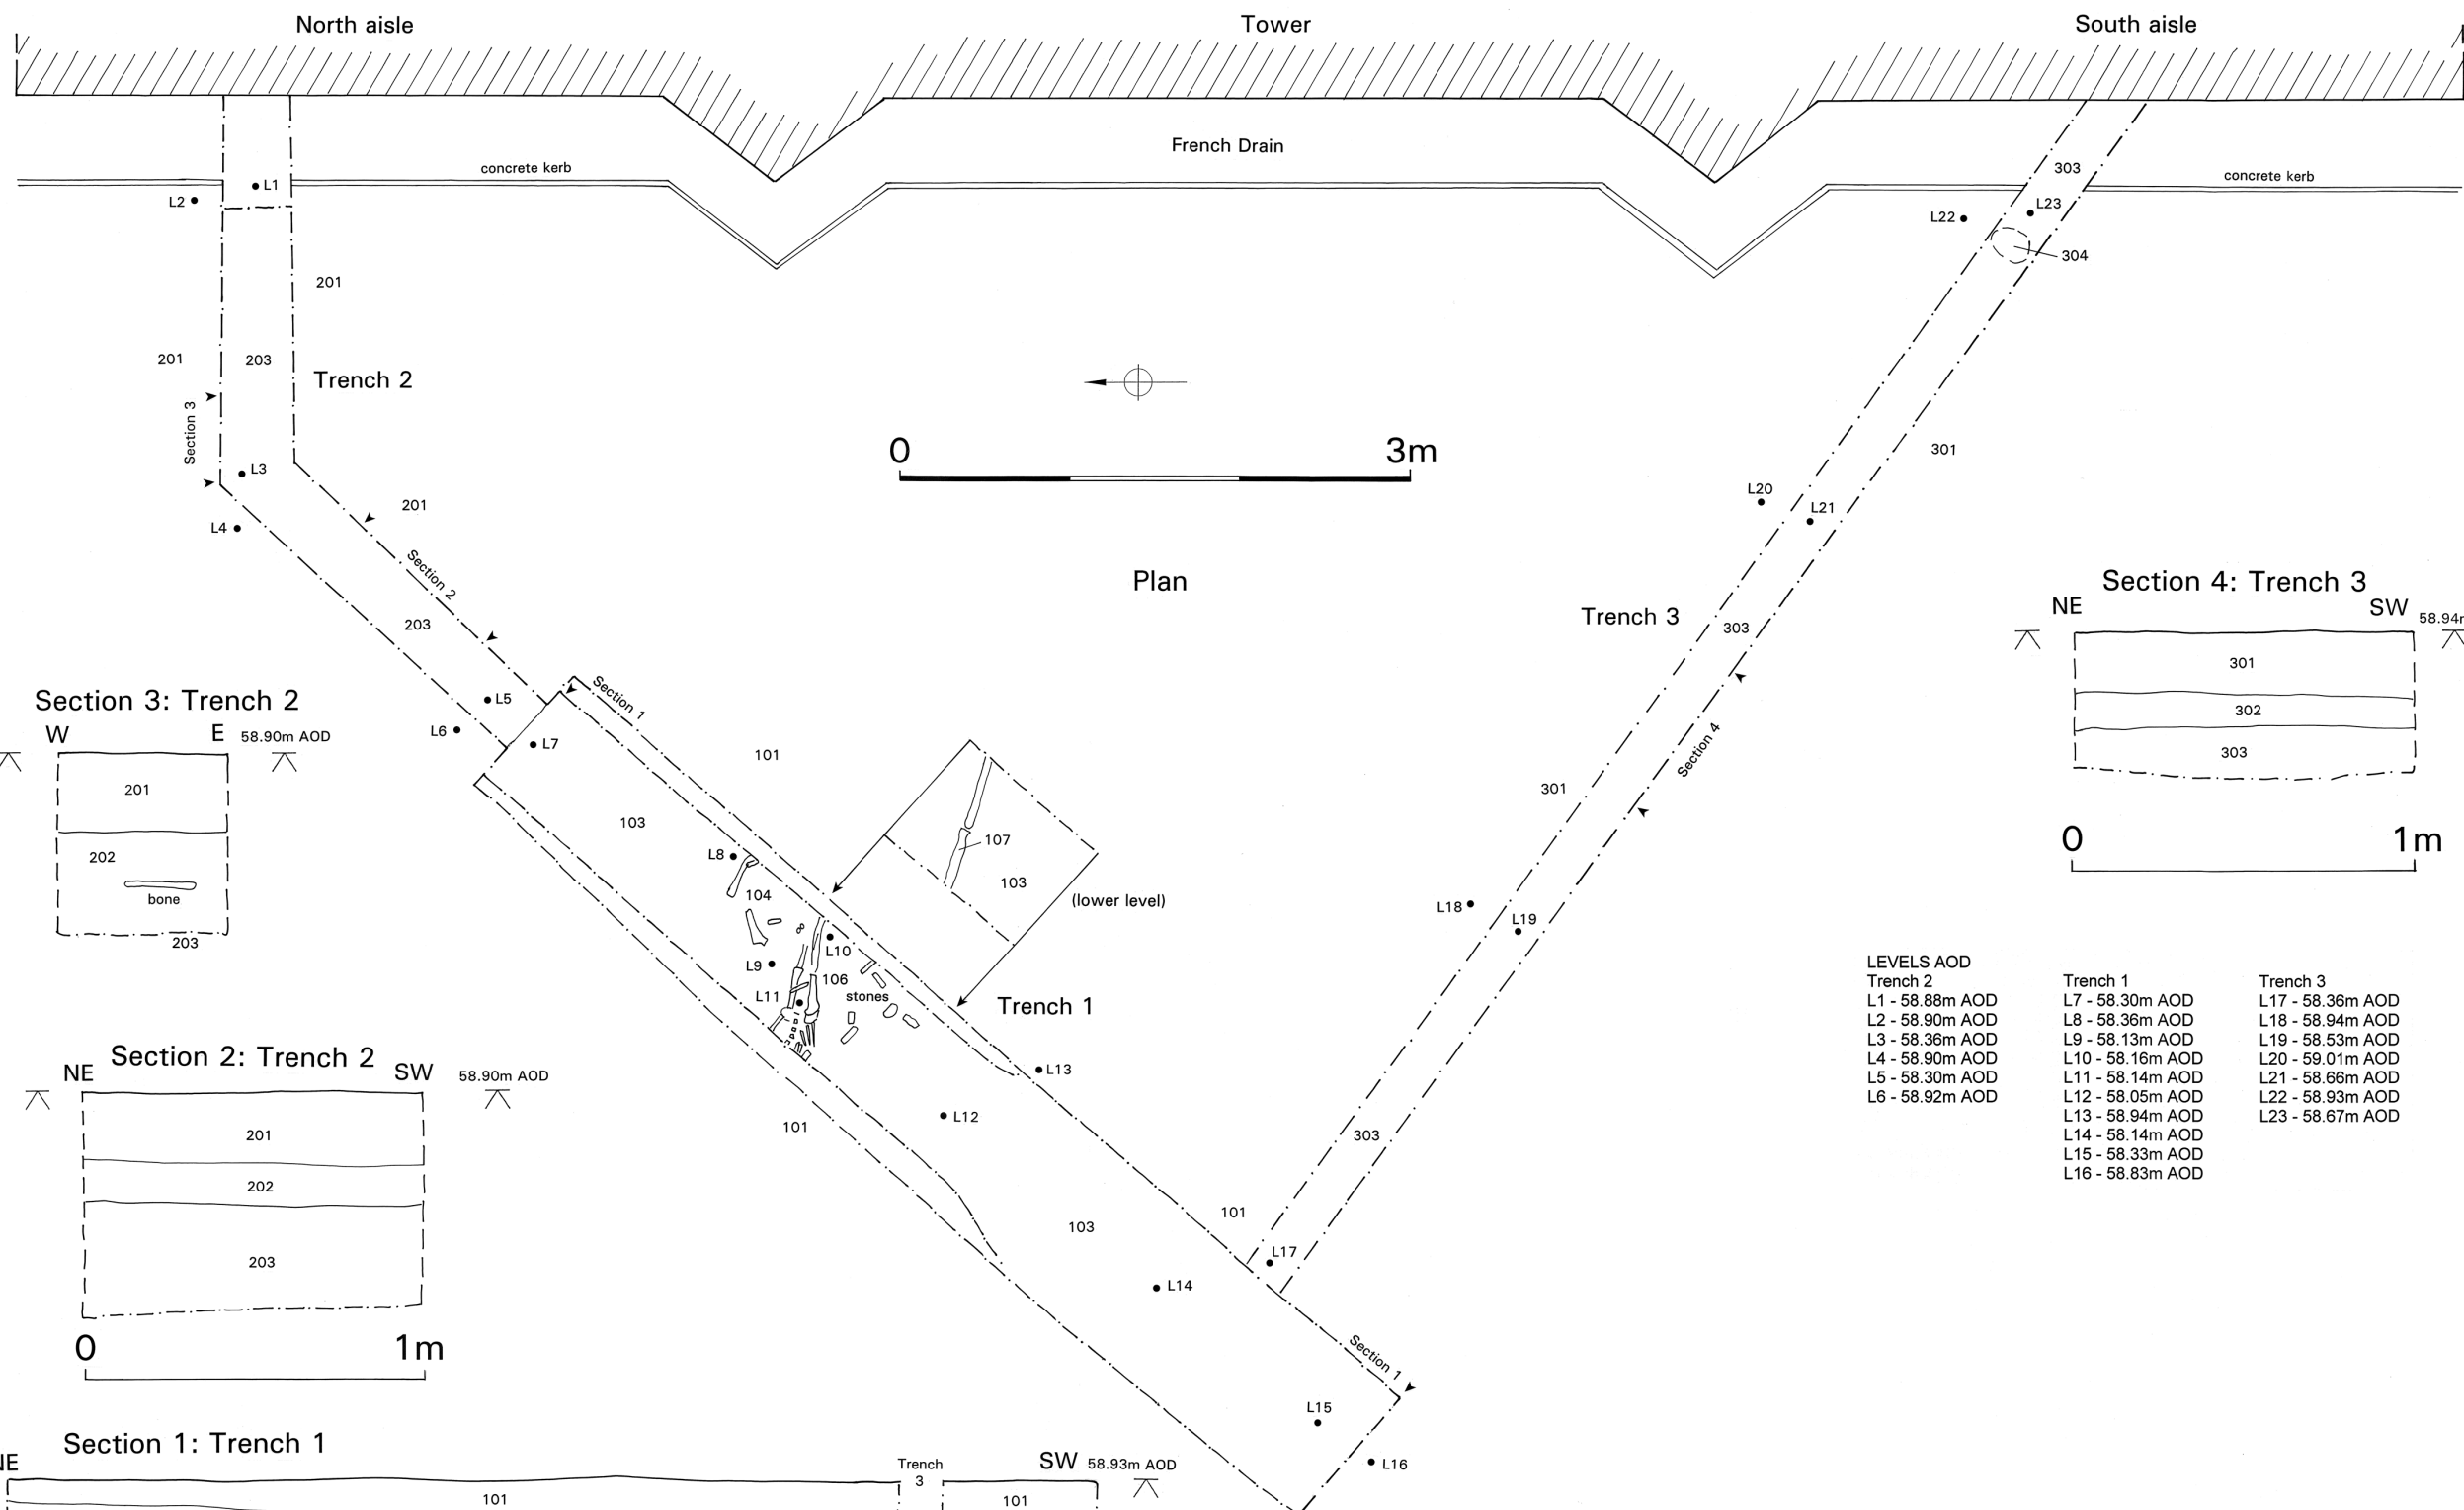 North aisle
Tower
South aisle
French Drain
concrete kerb
concrete kerb
303
L1
L2
L22
L23
304
201
201
203
Trench 2
Section 3
0 3m
301
L3
201
L4
L20
L21
Section 2
Plan
203
Trench 3
303
Section 4: Trench 3
NE SW 58.94m
301
302
303
0 1m
Section 4
301
L5
L6
L7
Section 1
101
Section 3: Trench 2
W E 58.90m AOD
201
202
bone
203
103
L8
107
103
(lower level)
104
L10
L9
106
L11
stones
Trench 1
L18
L19
L13
L12
101
303
101
103
L17
L14
Section 1
L15
L16
LEVELS AOD
Trench 2
L1 - 58.88m AOD
L2 - 58.90m AOD
L3 - 58.36m AOD
L4 - 58.90m AOD
L5 - 58.30m AOD
L6 - 58.92m AOD
Trench 1
L7 - 58.30m AOD
L8 - 58.36m AOD
L9 - 58.13m AOD
L10 - 58.16m AOD
L11 - 58.14m AOD
L12 - 58.05m AOD
L13 - 58.94m AOD
L14 - 58.14m AOD
L15 - 58.33m AOD
L16 - 58.83m AOD
Trench 3
L17 - 58.36m AOD
L18 - 58.94m AOD
L19 - 58.53m AOD
L20 - 59.01m AOD
L21 - 58.66m AOD
L22 - 58.93m AOD
L23 - 58.67m AOD
Section 2: Trench 2
NE SW 58.90m AOD
201
202
203
0 1m
Section 1: Trench 1
NE
Trench
3
SW 58.93m AOD
101
101